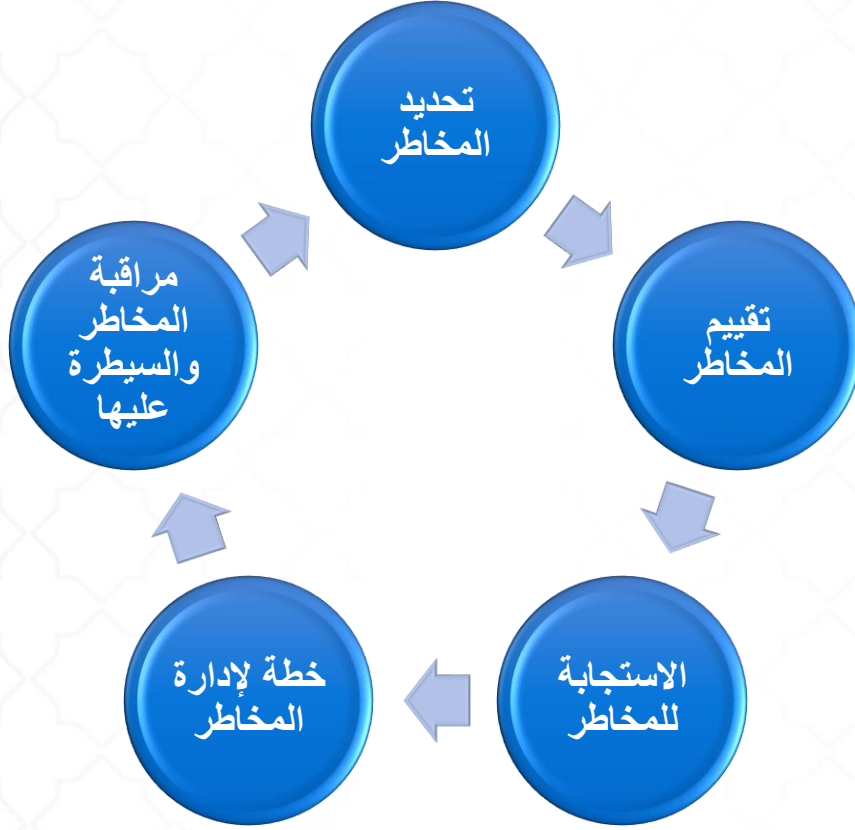 تحديد
المخاطر
تقييم
المخاطر
الاستجابة
للمخاطر
خطة لإدارة
المخاطر
مراقبة
المخاطر
والسيطرة
عليها